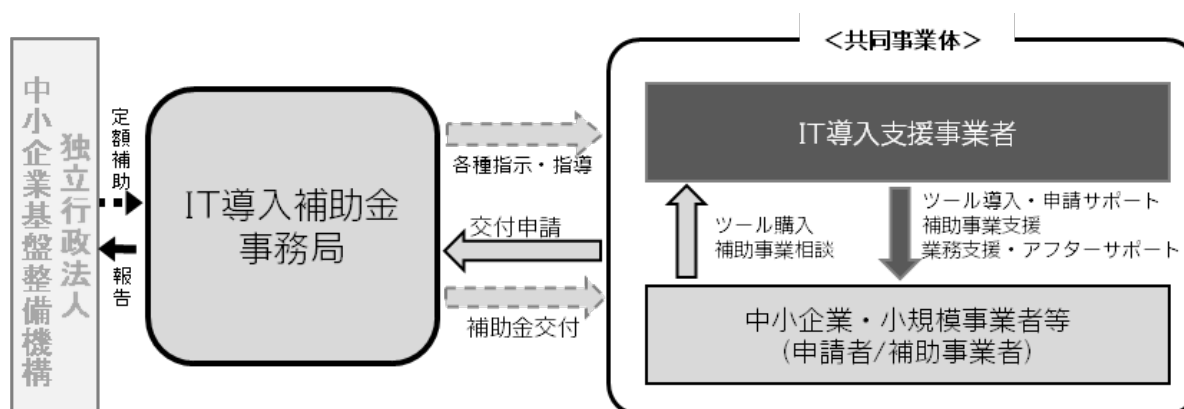 独立行政法人
中小企業基盤整備機構
定額補助
報告
IT導入補助金
事務局
各種指示・指導
交付申請
補助金交付
＜共同事業体＞
IT導入支援事業者
ツール購入
補助事業相談
ツール導入・申請サポート
補助事業支援
業務支援・アフターサポート
中小企業・小規模事業者等
(申請者/補助事業者)